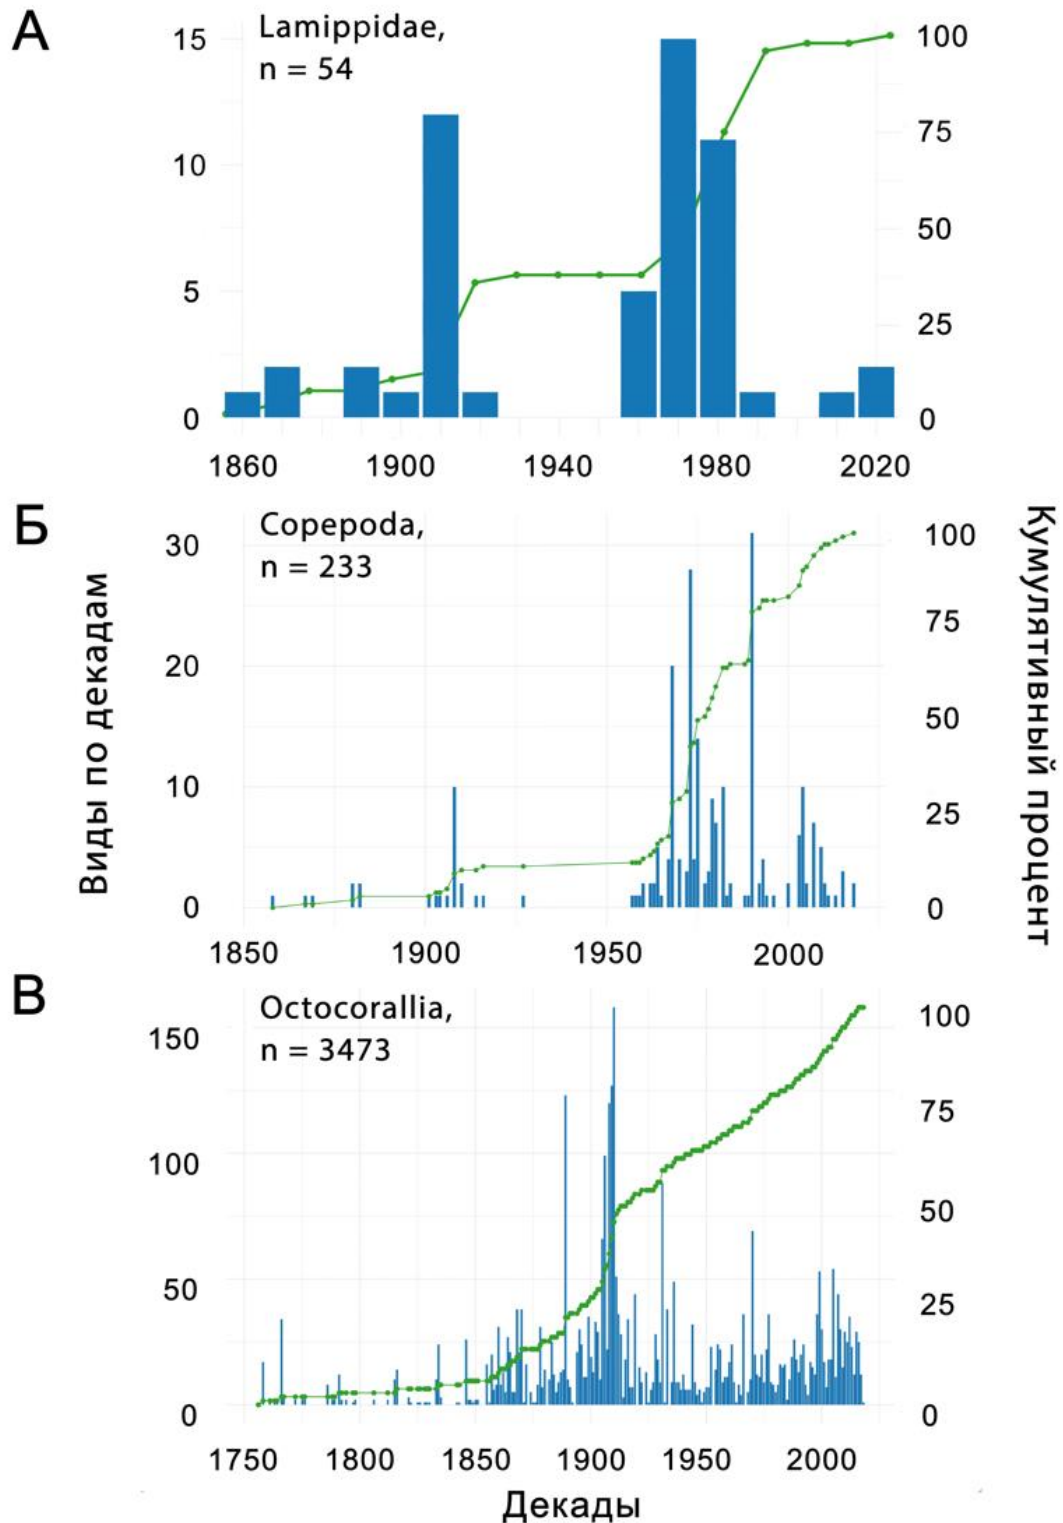 А
Lamippidae,
n = 54
15
10
5
0
100
75
50
25
0
1860 1900 1940 1980 2020
Б
Copepoda,
n = 233
30
20
10
0
100
75
50
25
0
1850 1900 1950 2000
Виды по декадам
Кумулятивный процент
В
Octocorallia,
n = 3473
150
100
50
0
100
75
50
25
0
1750 1800 1850 1900 1950 2000
Декады